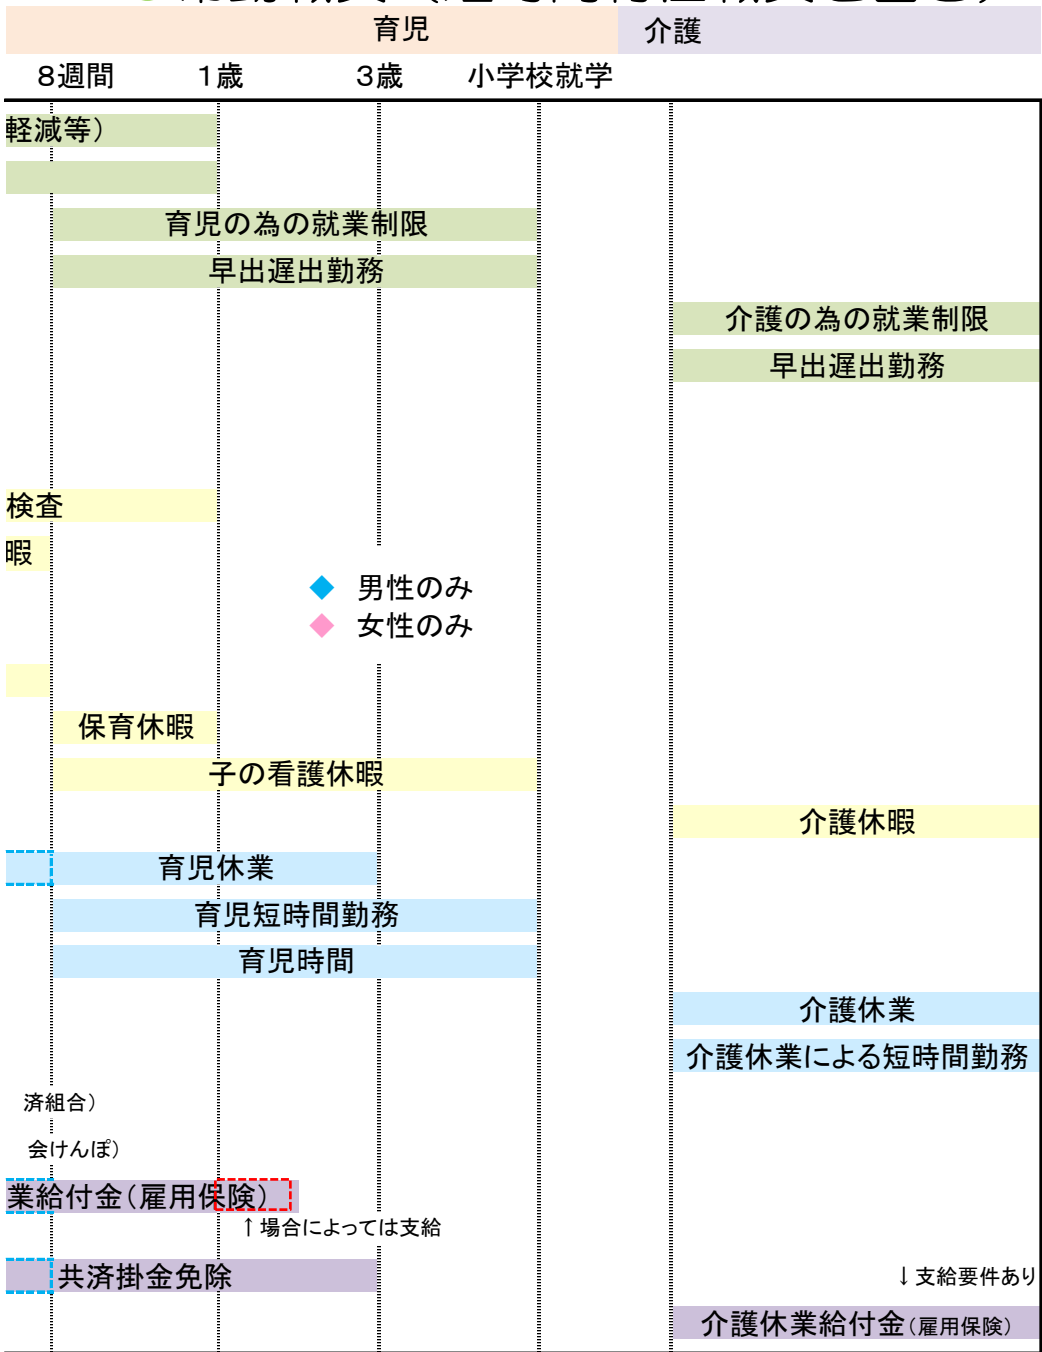 育児 介護
8週間 1歳 3歳 小学校就学
軽減等）
育児の為の就業制限
早出遅出勤務
介護の為の就業制限
早出遅出勤務
検査
暇
◆ 男性のみ
◆ 女性のみ
保育休暇
子の看護休暇
介護休暇
育児休業
育児短時間勤務
育児時間
介護休業
介護休業による短時間勤務
済組合）
会けんぽ）
業給付金（雇用保険）
↑場合によっては支給
共済掛金免除
↓支給要件あり
介護休業給付金（雇用保険）